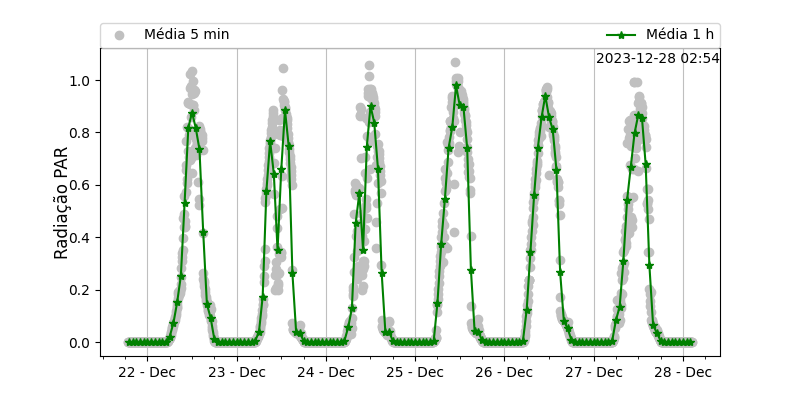 Média 5 min
Média 1 h
2023-12-28 02:54
Radiação PAR
1.0
0.8
0.6
0.4
0.2
0.0
22 - Dec
23 - Dec
24 - Dec
25 - Dec
26 - Dec
27 - Dec
28 - Dec